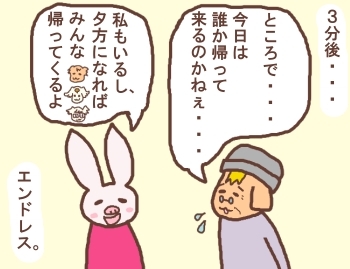 ３分後・・・
ところで・・・・
今日は
誰か帰って
来るのかねぇ・・・
私もいるし、
夕方になれば
みんな
帰ってくるよ
エンドレス。